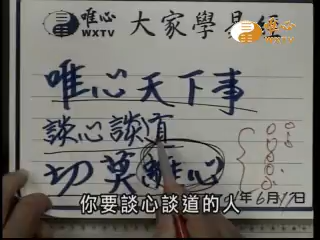 唯心
WXTV
大家學易經
唯心天下事
談心談道
切莫離心
年6月17日
你要談心談道的人